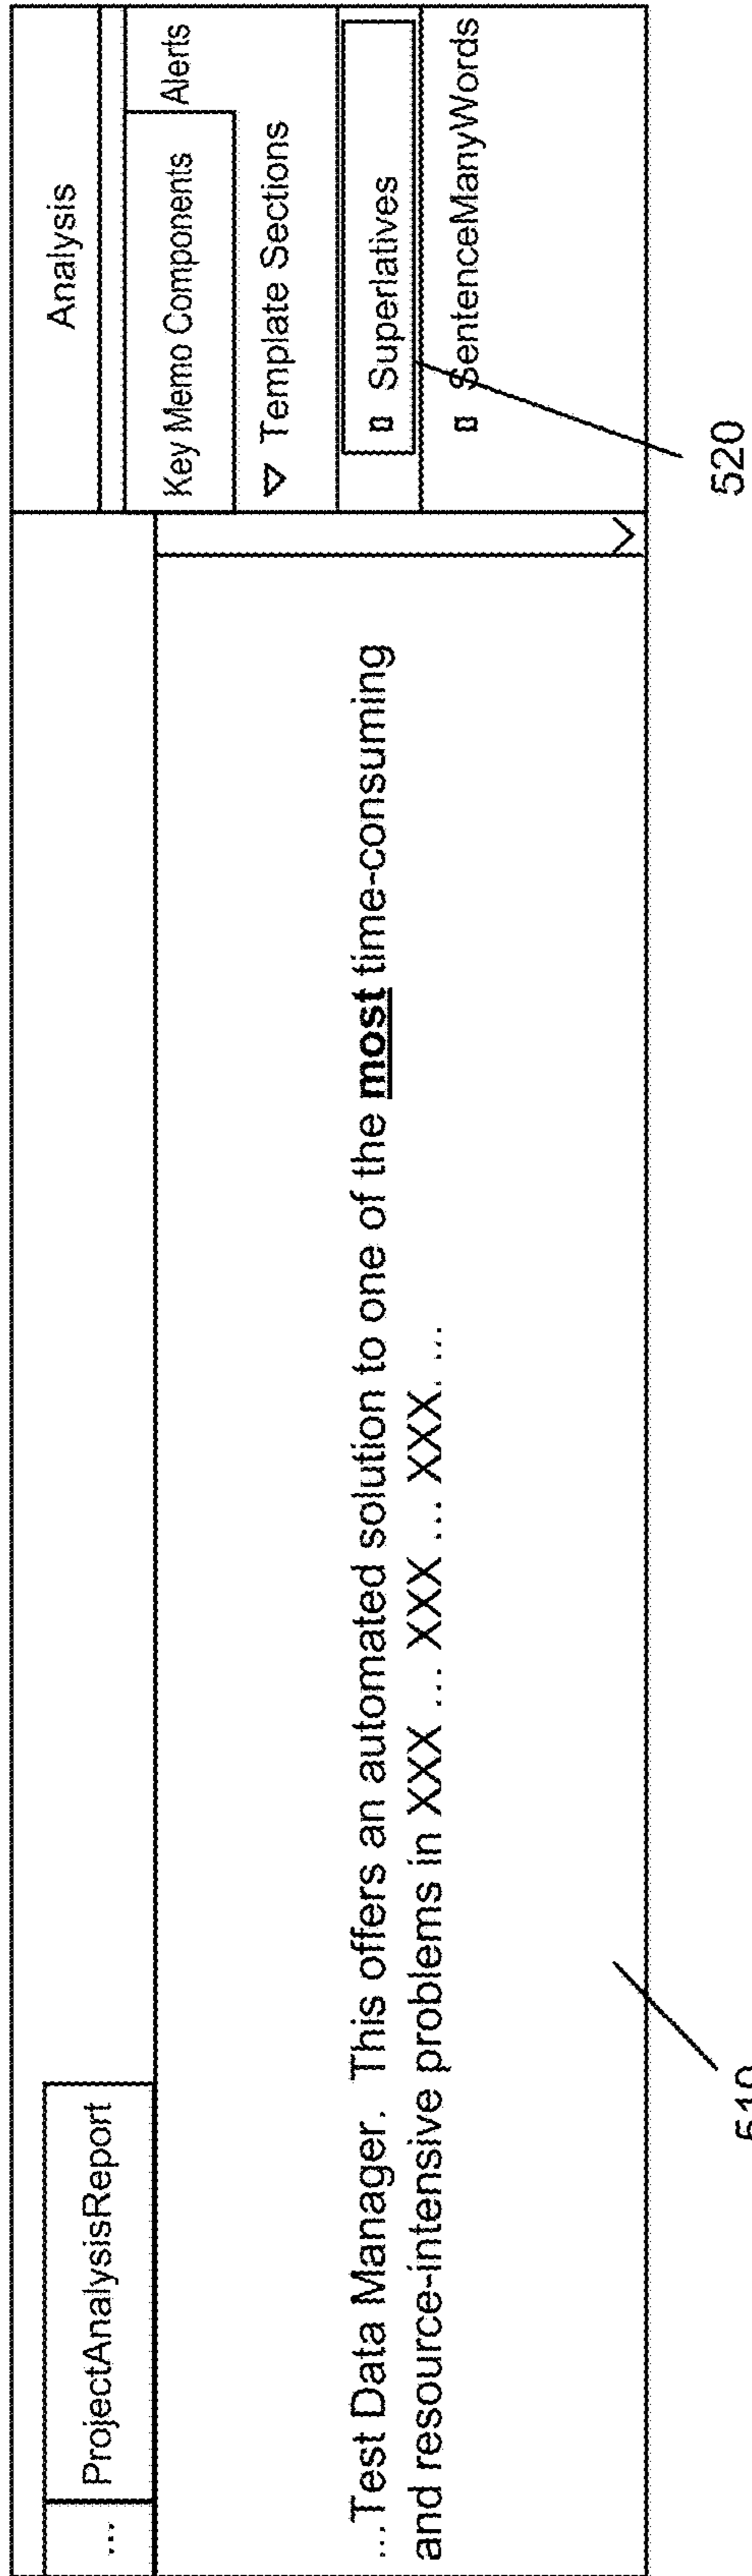 ... ProjectAnalysisReport
...Test Data Manager. This offers an automated solution to one of the most time-consuming
and resource-intensive problems in XXX ... XXX ... XXX. ...
Analysis
Key Memo Components Alerts
▽ Template Sections
▯ Superlatives
▯ SentenceManyWords
520